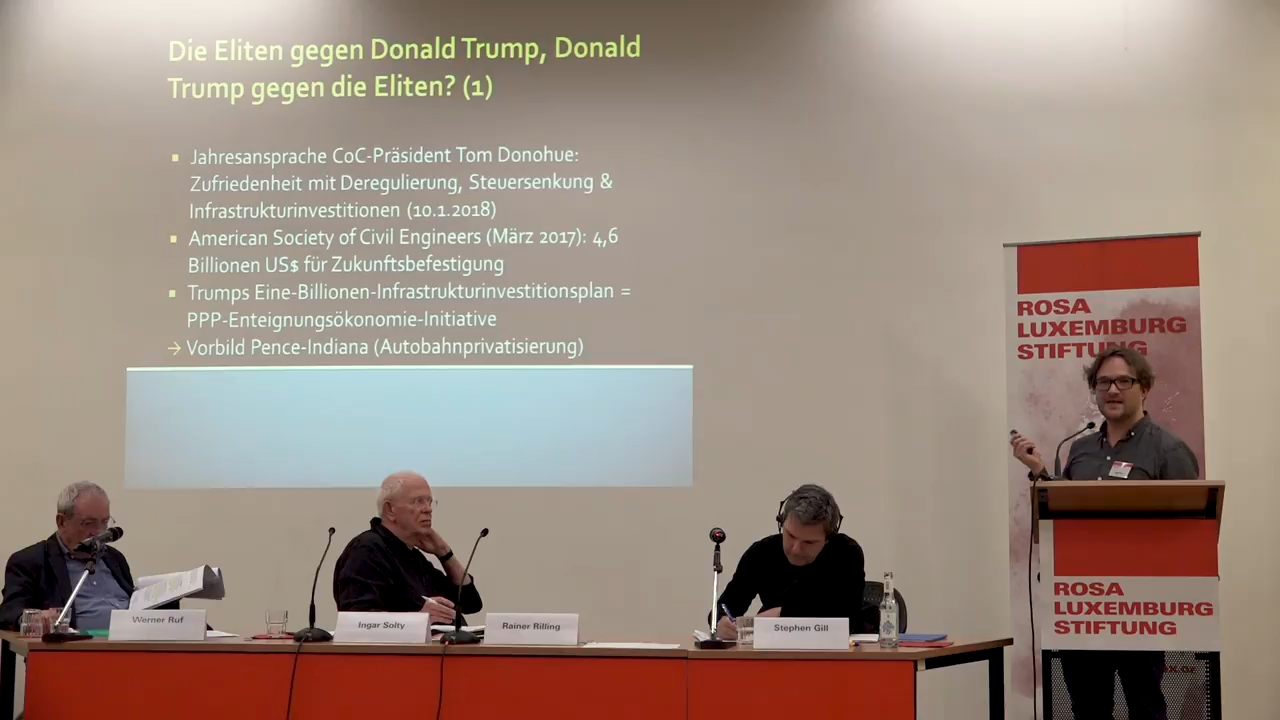 Die Eliten gegen Donald Trump, Donald
Trump gegen die Eliten? (1)
▪ Jahresansprache CoC-Präsident Tom Donohue:
Zufriedenheit mit Deregulierung, Steuersenkung &
Infrastrukturinvestitionen (10.1.2018)
▪ American Society of Civil Engineers (März 2017): 4,6
Billionen US$ für Zukunftsbefestigung
▪ Trumps Eine-Billionen-Infrastrukturinvestitionsplan =
PPP-Enteignungsökonomie-Initiative
→ Vorbild Pence-Indiana (Autobahnprivatisierung)
ROSA
LUXEMBURG
STIFTUNG
Werner Ruf
Ingar Solty
Rainer Rilling
Stephen Gill
ROSA
LUXEMBURG
STIFTUNG